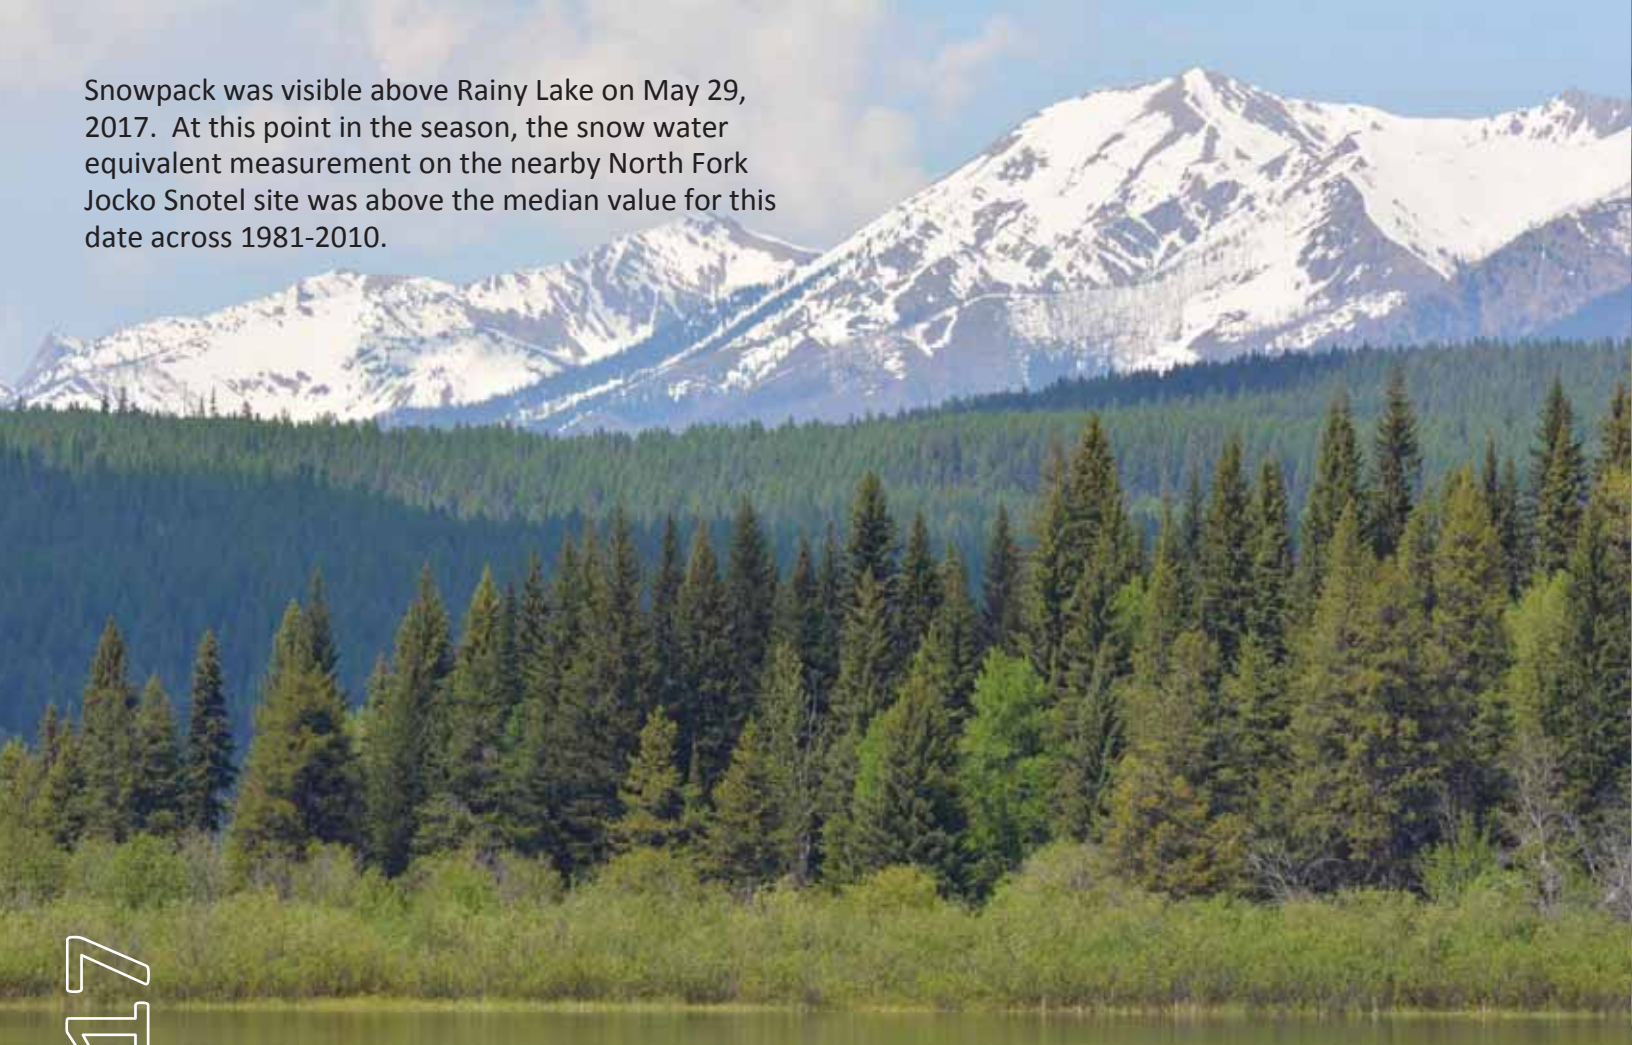 Snowpack was visible above Rainy Lake on May 29,
2017.  At this point in the season, the snow water
equivalent measurement on the nearby North Fork
Jocko Snotel site was above the median value for this
date across 1981-2010.
17